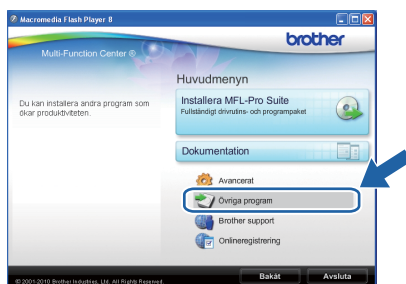 Macromedia Flash Player 8
brother
Multi-Function Center ®
Huvudmenyn
Du kan installera andra program som
ökar produktiviteten.
Installera MFL-Pro Suite
Fullständigt drivrutins- och programpaket
Dokumentation
Avancerat
Övriga program
Brother support
Onlineregistrering
© 2001-2010 Brother Industries, Ltd. All Rights Reserved.
Bakåt
Avsluta